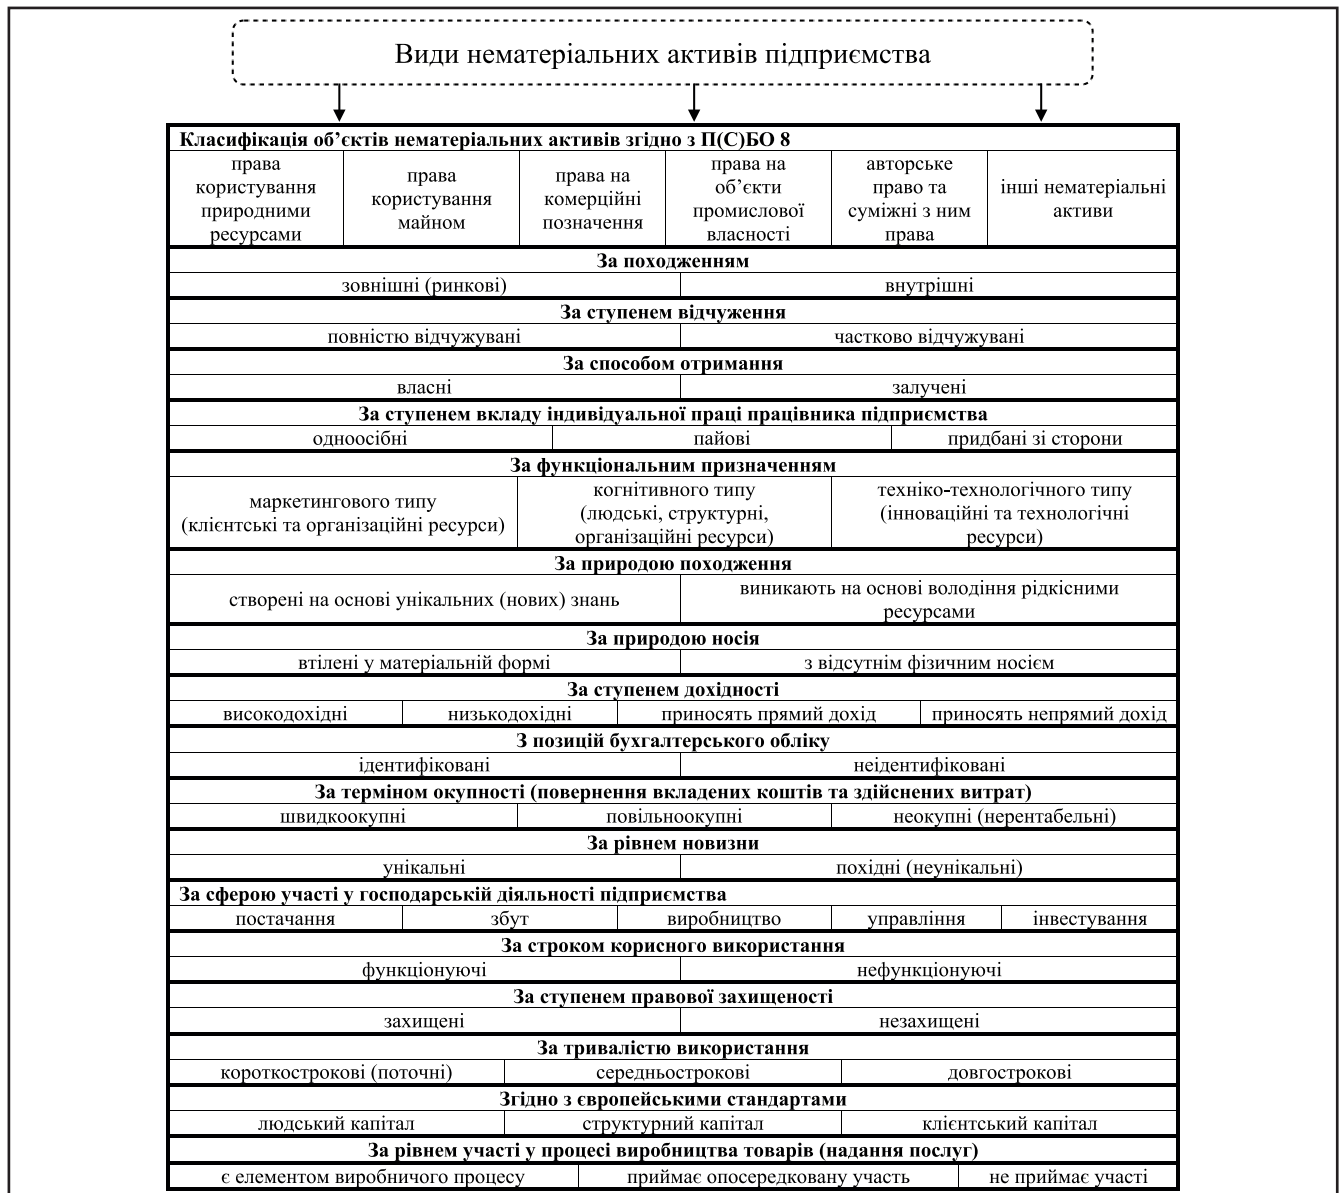 Види нематеріальних активів підприємства
Класифікація об’єктів нематеріальних активів згідно з П(С)БО 8
права
користування
природними
ресурсами
права
користування
майном
права на
комерційні
позначення
права на
об’єкти
промислової
власності
авторське
право та
суміжні з ним
права
інші нематеріальні
активи
За походженням
зовнішні (ринкові)
внутрішні
За ступенем відчуження
повністю відчужувані
частково відчужувані
За способом отримання
власні
залучені
За ступенем вкладу індивідуальної праці працівника підприємства
одноосібні
пайові
придбані зі сторони
За функціональним призначенням
маркетингового типу
(клієнтські та організаційні ресурси)
когнітивного типу
(людські, структурні,
організаційні ресурси)
техніко-технологічного типу
(інноваційні та технологічні
ресурси)
За природою походження
створені на основі унікальних (нових) знань
виникають на основі володіння рідкісними
ресурсами
За природою носія
втілені у матеріальній формі
з відсутнім фізичним носієм
За ступенем дохідності
високодохідні
низькодохідні
приносять прямий дохід
приносять непрямий дохід
З позицій бухгалтерського обліку
ідентифіковані
неідентифіковані
За терміном окупності (повернення вкладених коштів та здійснених витрат)
швидкоокупні
повільноокупні
неокупні (нерентабельні)
За рівнем новизни
унікальні
похідні (неунікальні)
За сферою участі у господарській діяльності підприємства
постачання
збут
виробництво
управління
інвестування
За строком корисного використання
функціонуючі
нефункціонуючі
За ступенем правової захищеності
захищені
незахищені
За тривалістю використання
короткострокові (поточні)
середньострокові
довгострокові
Згідно з європейськими стандартами
людський капітал
структурний капітал
клієнтський капітал
За рівнем участі у процесі виробництва товарів (надання послуг)
є елементом виробничого процесу
приймає опосередковану участь
не приймає участі